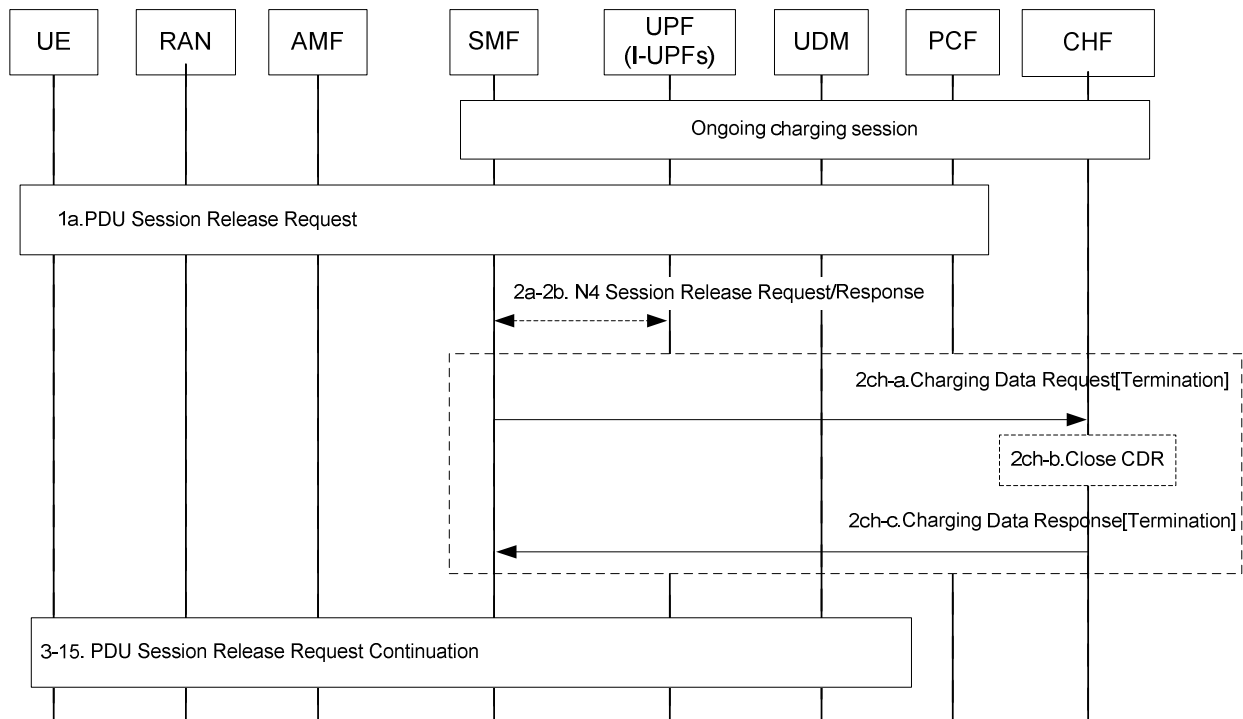 UE
RAN
AMF
SMF
UPF
(I-UPFs)
UDM
PCF
CHF
Ongoing charging session
1a.PDU Session Release Request
2a-2b. N4 Session Release Request/Response
2ch-a.Charging Data Request[Termination]
2ch-b.Close CDR
2ch-c.Charging Data Response[Termination]
3-15. PDU Session Release Request Continuation